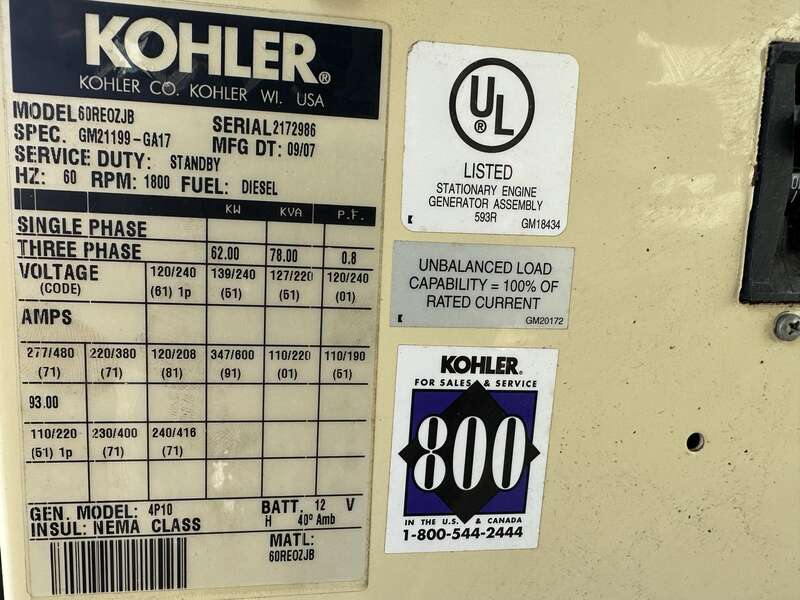 KOHLER®
KOHLER CO. KOHLER WI. USA
MODEL 60REOZJB
SPEC. GM21199-GA17 SERIAL 2172986
SERVICE DUTY: STANDBY MFG DT: 09/07
HZ: 60 RPM: 1800 FUEL: DIESEL
KW KVA P.F.
SINGLE PHASE
THREE PHASE 62.00 78.00 0.8
VOLTAGE 120/240 139/240 127/220 120/240
(CODE) (61) 1p (51) (51) (01)
AMPS
277/480 220/380 120/208 347/600 110/220 110/190
(71) (71) (81) (91) (01) (51)
93.00
110/220 230/400 240/416
(51) 1p (71) (71)
GEN. MODEL: 4P10 BATT. 12 V
INSUL: NEMA CLASS H 40º Amb
MATL:
60REOZJB
UL®
LISTED
STATIONARY ENGINE
GENERATOR ASSEMBLY
593R
GM18434
UNBALANCED LOAD
CAPABILITY = 100% OF
RATED CURRENT
GM20172
KOHLER®
FOR SALES & SERVICE
800
IN THE U.S. & CANADA
1-800-544-2444